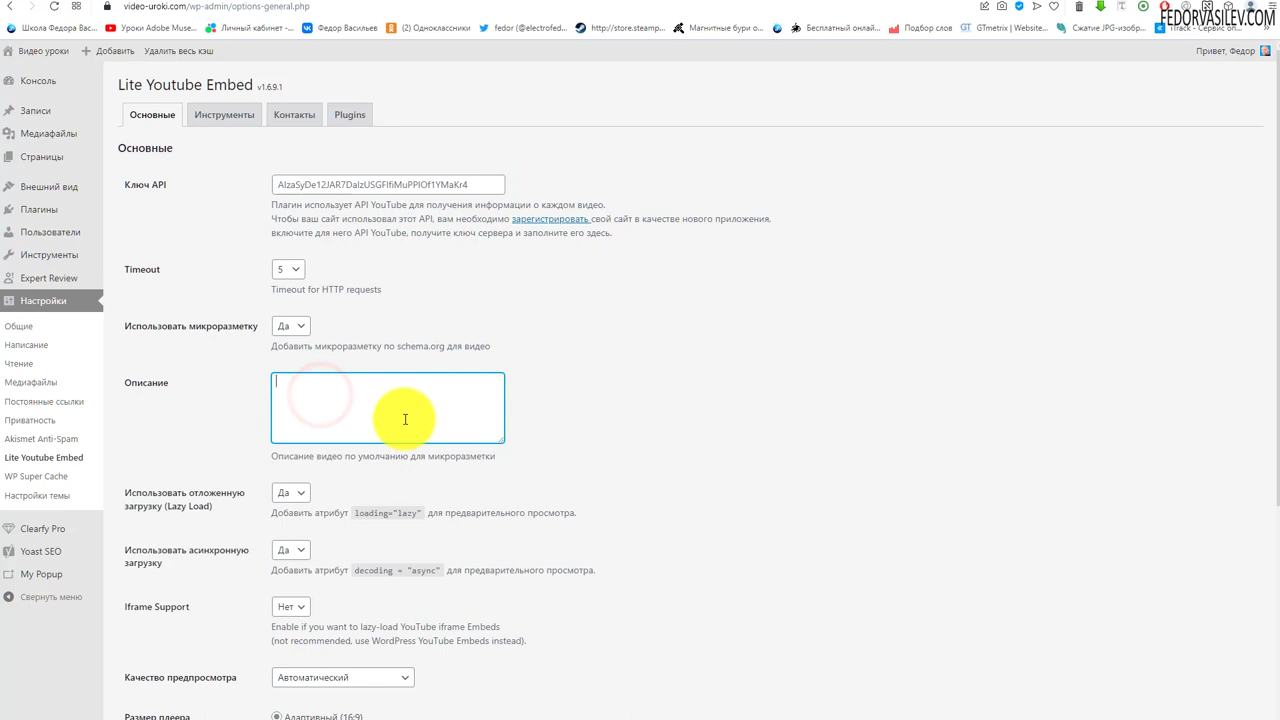 video-uroki.com/wp-admin/options-general.php
FEDORVASILEV.COM
Школа Федора Вас...
Уроки Adobe Muse...
Личный кабинет -...
Федор Васильев
(2) Одноклассники
fedor (@electrofed...
http://store.steamp...
Магнитные бури о...
Бесплатный онлай...
Подбор слов
GTmetrix | Website...
Сжатие JPG-изобр...
iTrack - Сервис оп...
Видео уроки
Добавить
Удалить весь кэш
Привет, Федор
Консоль
Записи
Медиафайлы
Страницы
Внешний вид
Плагины
Пользователи
Инструменты
Expert Review
Настройки
Общие
Написание
Чтение
Медиафайлы
Постоянные ссылки
Приватность
Akismet Anti-Spam
Lite Youtube Embed
WP Super Cache
Настройки темы
Clearfy Pro
Yoast SEO
My Popup
Свернуть меню
Lite Youtube Embed v1.6.9.1
Основные
Инструменты
Контакты
Plugins
Основные
Ключ API
Плагин использует API YouTube для получения информации о каждом видео.
Чтобы ваш сайт использовал этот API, вам необходимо зарегистрировать свой сайт в качестве нового приложения,
включите для него API YouTube, получите ключ сервера и заполните его здесь.
Timeout
5
Timeout for HTTP requests
Использовать микроразметку
Да
Добавить микроразметку по schema.org для видео
Описание
Описание видео по умолчанию для микроразметки
Использовать отложенную
загрузку (Lazy Load)
Да
Добавить атрибут loading="lazy" для предварительного просмотра.
Использовать асинхронную
загрузку
Да
Добавить атрибут decoding = "async" для предварительного просмотра.
Iframe Support
Нет
Enable if you want to lazy-load YouTube iframe Embeds
(not recommended, use WordPress YouTube Embeds instead).
Качество предпросмотра
Автоматический
Размер плеера
Адаптивный (16:9)